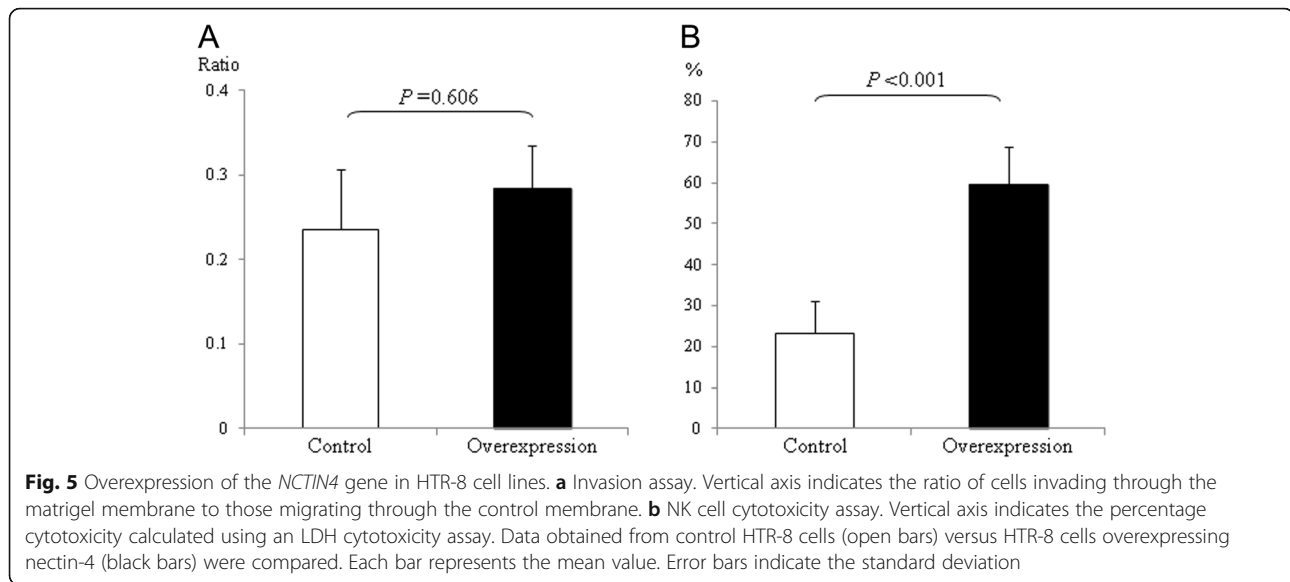 A
Ratio
0.4
0.3
0.2
0.1
0
P=0.606
Control
Overexpression
B
%
80
70
60
50
40
30
20
10
0
P<0.001
Control
Overexpression
Fig. 5 Overexpression of the NCTIN4 gene in HTR-8 cell lines. a Invasion assay. Vertical axis indicates the ratio of cells invading through the
matrigel membrane to those migrating through the control membrane. b NK cell cytotoxicity assay. Vertical axis indicates the percentage
cytotoxicity calculated using an LDH cytotoxicity assay. Data obtained from control HTR-8 cells (open bars) versus HTR-8 cells overexpressing
nectin-4 (black bars) were compared. Each bar represents the mean value. Error bars indicate the standard deviation